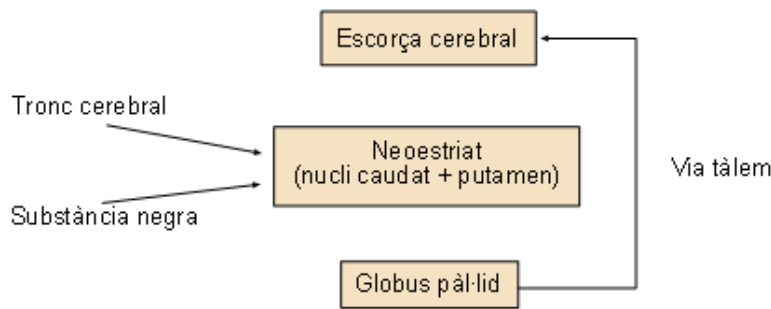 Escorça cerebral
Tronc cerebral
Neoestriat
(nucli caudat + putamen)
Via tàlem
Substància negra
Globus pàl·lid